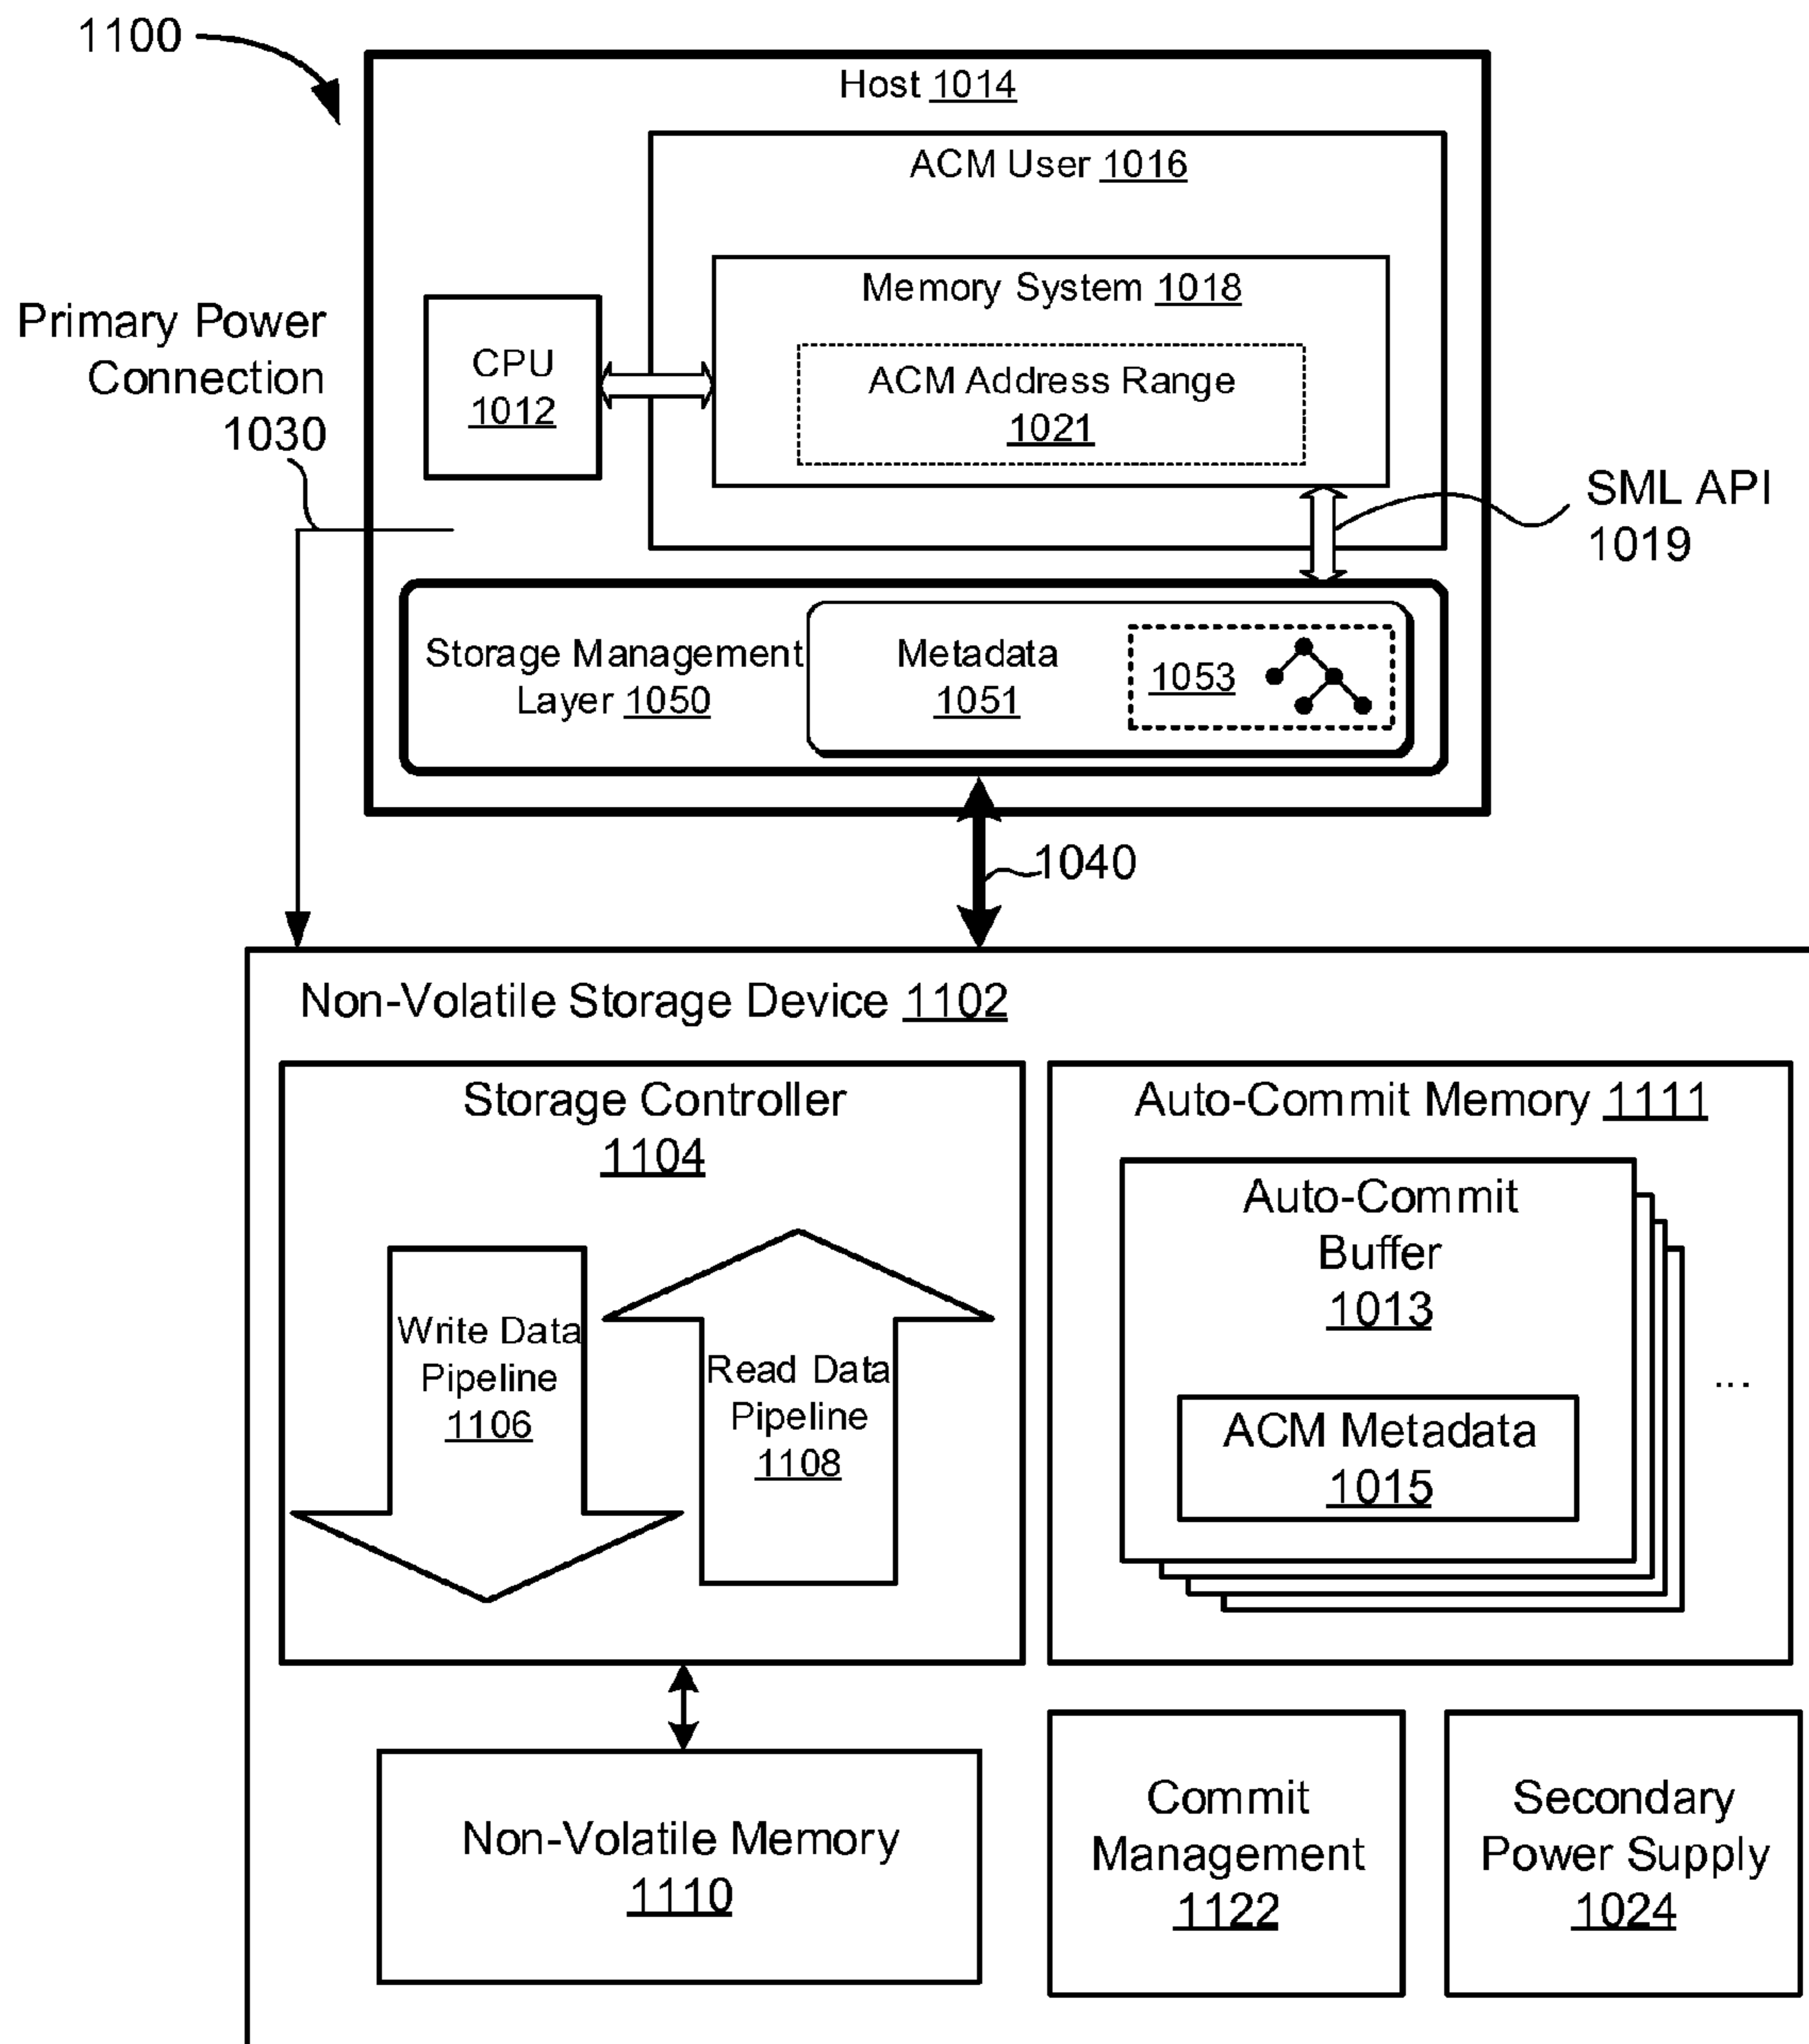 1100
Host 1014
ACM User 1016
Memory System 1018
ACM Address Range
1021
CPU
1012
Primary Power
Connection
1030
SML API
1019
Storage Management
Layer 1050
Metadata
1051
1053
1040
Non-Volatile Storage Device 1102
Storage Controller
1104
Write Data
Pipeline
1106
Read Data
Pipeline
1108
Auto-Commit Memory 1111
Auto-Commit
Buffer
1013
ACM Metadata
1015
...
Non-Volatile Memory
1110
Commit
Management
1122
Secondary
Power Supply
1024